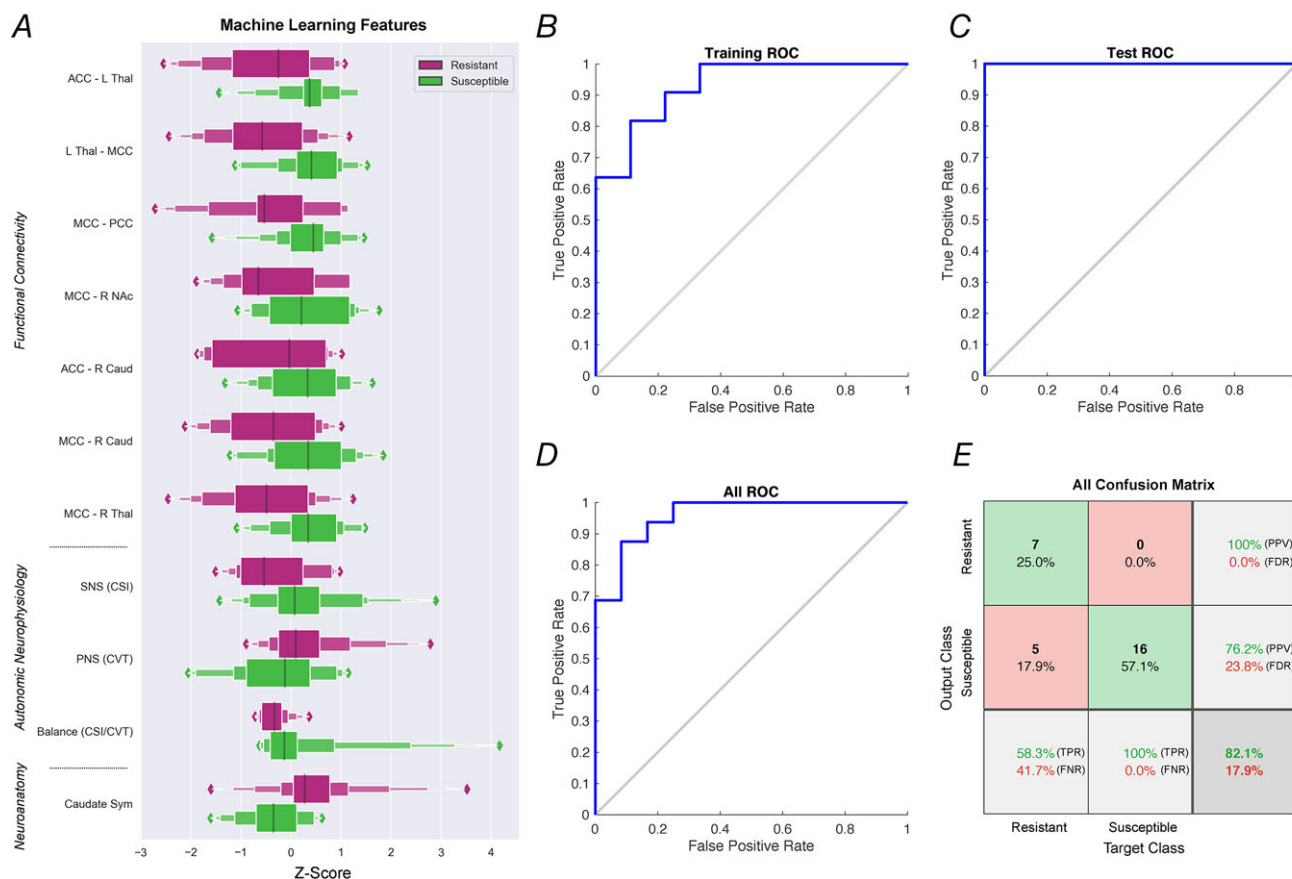 A
Machine Learning Features
Resistant
Susceptible
Functional Connectivity
ACC - L Thal
L Thal - MCC
MCC - PCC
MCC - R NAc
ACC - R Caud
MCC - R Caud
MCC - R Thal
Autonomic Neurophysiology
SNS (CSI)
PNS (CVT)
Balance (CSI/CVT)
Neuroanatomy
Caudate Sym
−3 −2 −1 0 1 2 3 4
Z-Score
B
Training ROC
True Positive Rate
1
0.9
0.8
0.7
0.6
0.5
0.4
0.3
0.2
0.1
0
0 0.2 0.4 0.6 0.8 1
False Positive Rate
C
Test ROC
True Positive Rate
1
0.9
0.8
0.7
0.6
0.5
0.4
0.3
0.2
0.1
0
0 0.2 0.4 0.6 0.8
False Positive Rate
D
All ROC
True Positive Rate
1
0.9
0.8
0.7
0.6
0.5
0.4
0.3
0.2
0.1
0
0 0.2 0.4 0.6 0.8 1
False Positive Rate
E
All Confusion Matrix
Output Class
Resistant
7
25.0%
0
0.0%
100% (PPV)
0.0% (FDR)
Susceptible
5
17.9%
16
57.1%
76.2% (PPV)
23.8% (FDR)
58.3% (TPR)
41.7% (FNR)
100% (TPR)
0.0% (FNR)
82.1%
17.9%
Resistant Susceptible
Target Class